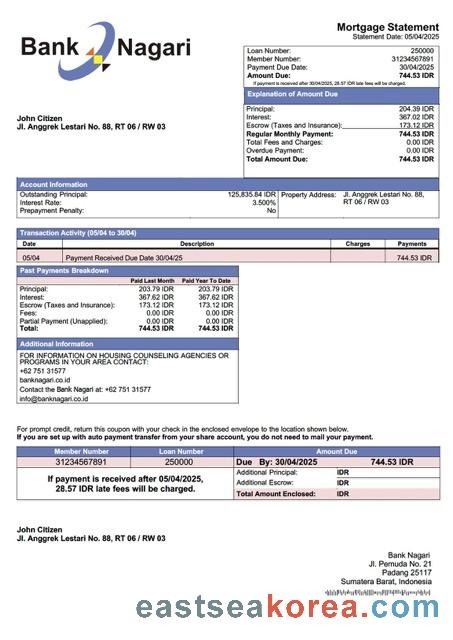 Bank Nagari
Mortgage Statement
Statement Date: 05/04/2025
Loan Number: 250000
Member Number: 31234567891
Payment Due Date: 30/04/2025
Amount Due: 744.53 IDR
If payment is received after 30/04/2025, 28.57 IDR late fees will be charged.
Explanation of Amount Due
Principal: 204.39 IDR
Interest: 367.02 IDR
Escrow (Taxes and Insurance): 173.12 IDR
Regular Monthly Payment: 744.53 IDR
Total Fees and Charges: 0.00 IDR
Overdue Payment: 0.00 IDR
Total Amount Due: 744.53 IDR
John Citizen
Jl. Anggrek Lestari No. 88, RT 06 / RW 03
Account Information
Outstanding Principal: 125,835.84 IDR
Interest Rate: 3.500%
Prepayment Penalty: No
Property Address: Jl. Anggrek Lestari No. 88,
RT 06 / RW 03
Transaction Activity (05/04 to 30/04)
Date Description Charges Payments
05/04 Payment Received Due Date 30/04/25 744.53 IDR
Past Payments Breakdown
Paid Last Month Paid Year To Date
Principal: 203.79 IDR 203.79 IDR
Interest: 367.62 IDR 367.62 IDR
Escrow (Taxes and Insurance): 173.12 IDR 173.12 IDR
Fees: 0.00 IDR 0.00 IDR
Partial Payment (Unapplied): 0.00 IDR 0.00 IDR
Total: 744.53 IDR 744.53 IDR
Additional Information
FOR INFORMATION ON HOUSING COUNSELING AGENCIES OR
PROGRAMS IN YOUR AREA CONTACT:
+62 751 31577
banknagari.co.id
Contact the Bank Nagari at: +62 751 31577
info@banknagari.co.id
For prompt credit, return this coupon with your check in the enclosed envelope to the location shown below.
If you are set up with auto payment transfer from your share account, you do not need to mail your payment.
Member Number Loan Number Amount Due
31234567891 250000 Due By: 30/04/2025 744.53 IDR
If payment is received after 05/04/2025,
28.57 IDR late fees will be charged.
Additional Principal: IDR
Additional Escrow: IDR
Total Amount Enclosed: IDR
John Citizen
Jl. Anggrek Lestari No. 88, RT 06 / RW 03
Bank Nagari
Jl. Pemuda No. 21
Padang 25117
Sumatera Barat, Indonesia
eastseakorea.com